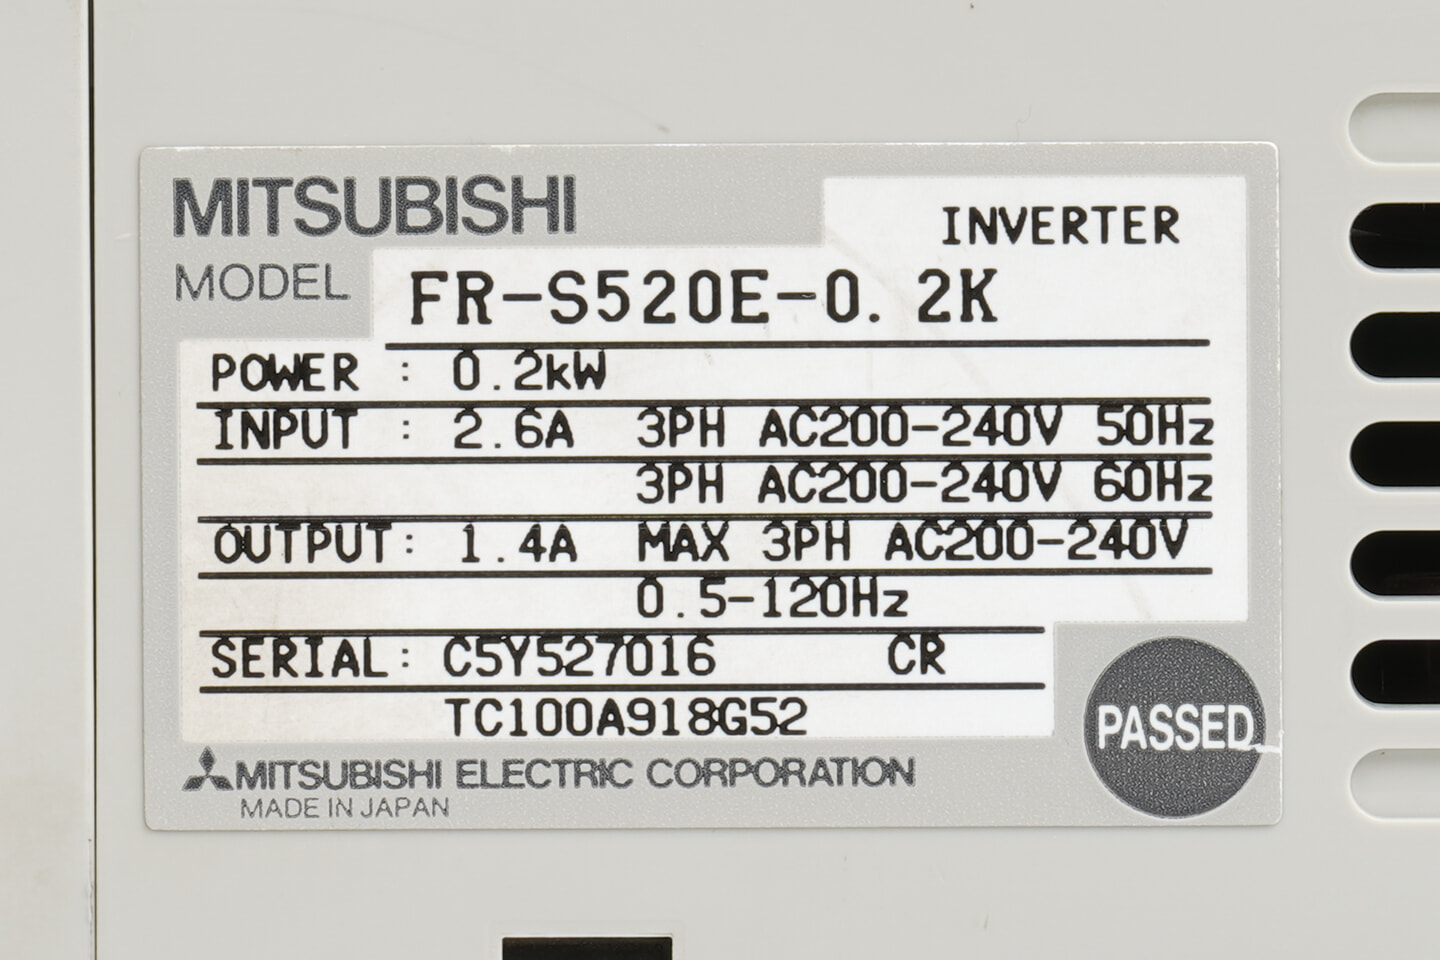 MITSUBISHI
INVERTER
MODEL FR-S520E-0.2K
POWER : 0.2kW
INPUT : 2.6A 3PH AC200-240V 50Hz
3PH AC200-240V 60Hz
OUTPUT: 1.4A MAX 3PH AC200-240V
0.5-120Hz
SERIAL: C5Y527016 CR
TC100A918G52
PASSED
MITSUBISHI ELECTRIC CORPORATION
MADE IN JAPAN